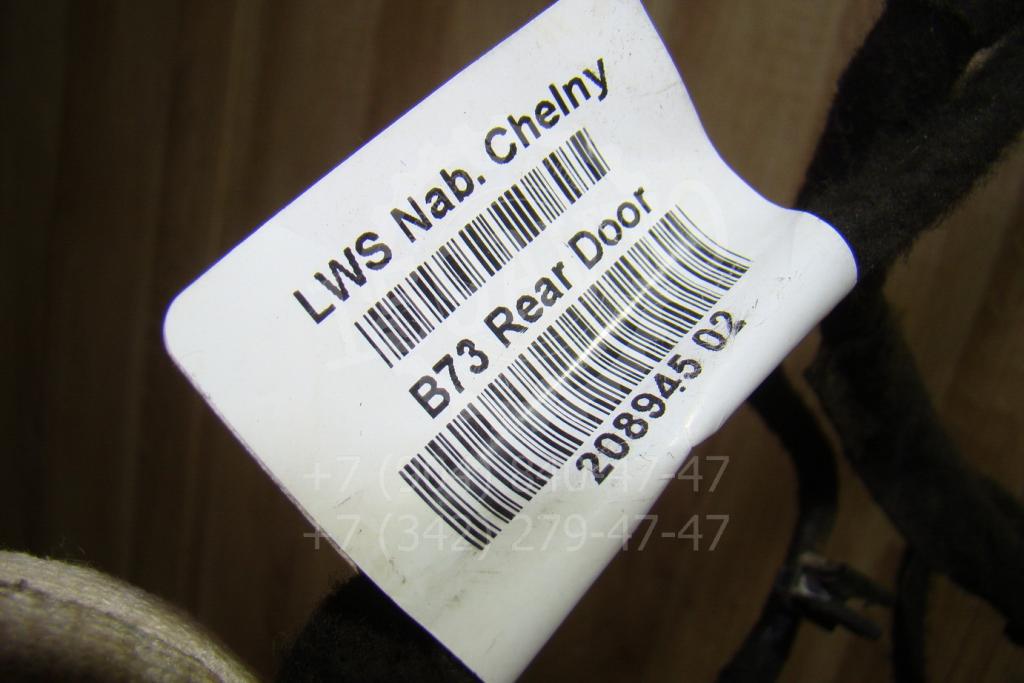 LWS Nab. Chelny
B73 Rear Door
208945 02
+7 (342) 279-47-47